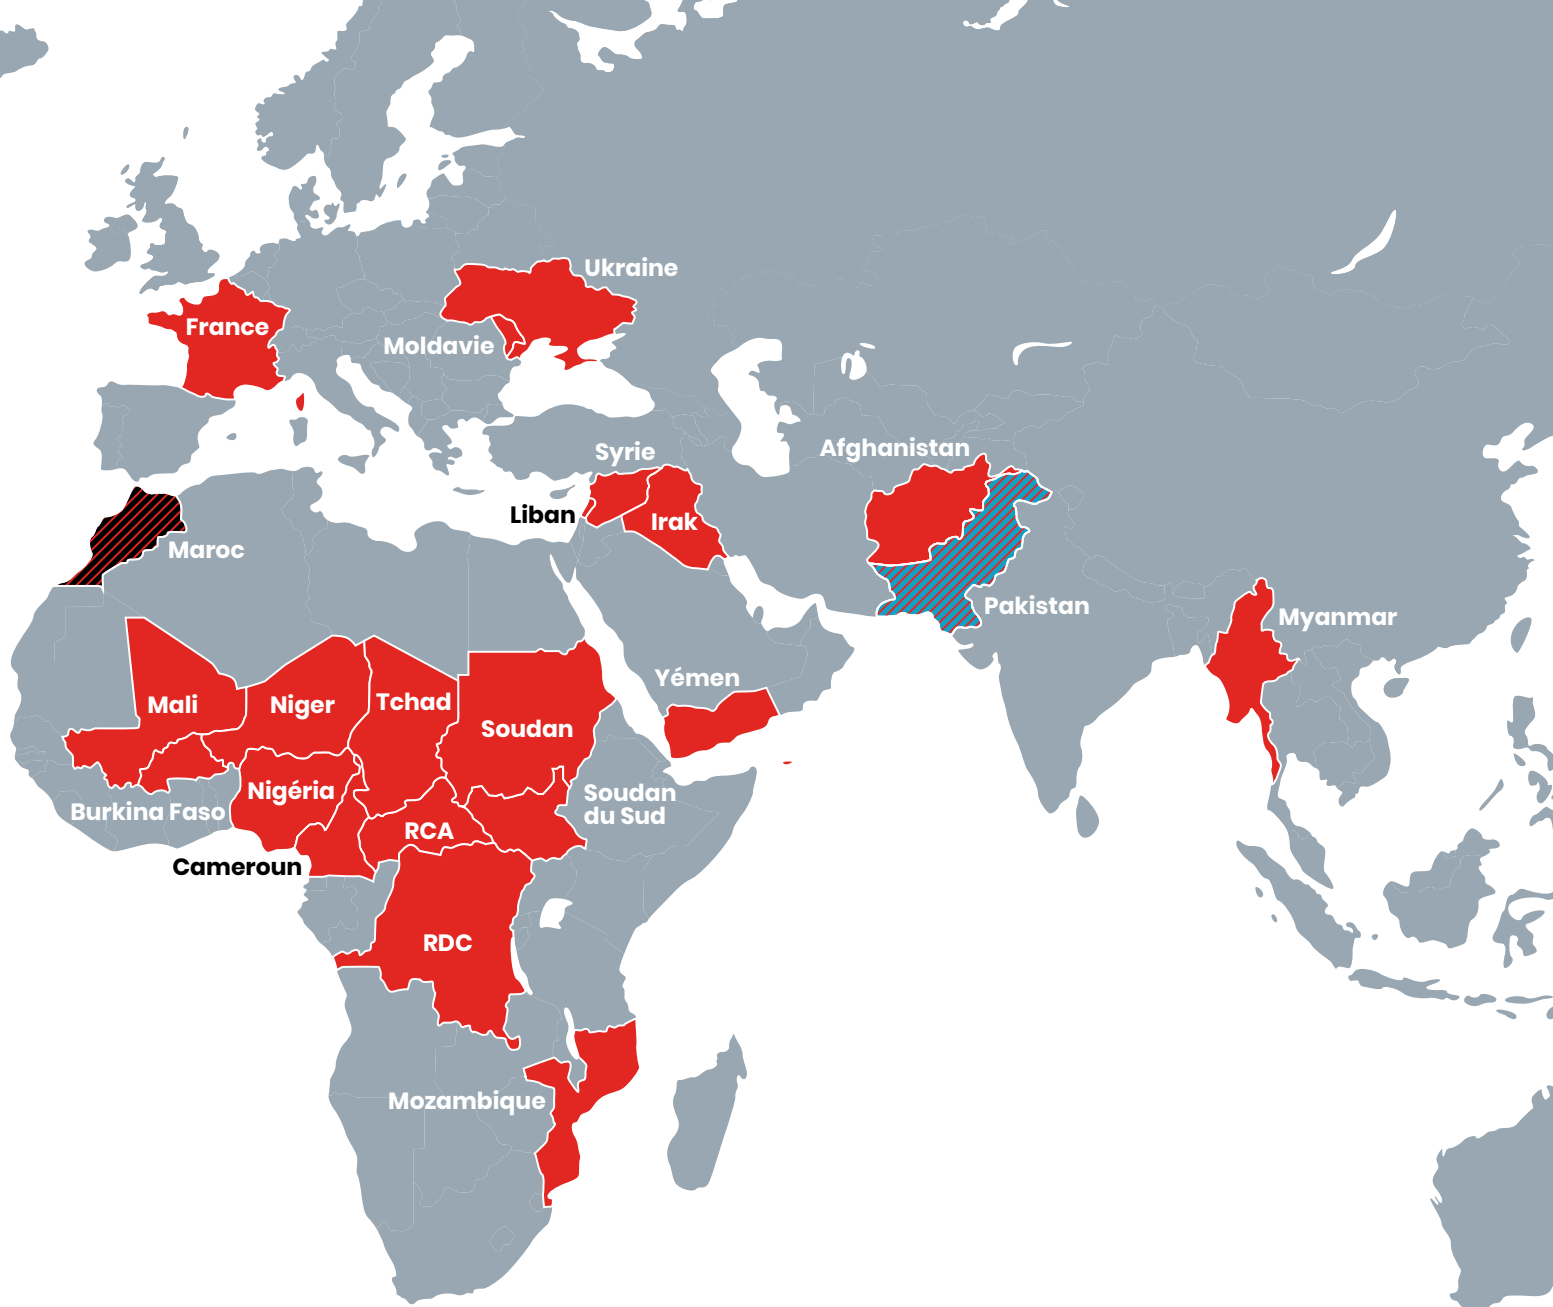 Ukraine
France
Moldavie
Afghanistan
Syrie
Liban
Irak
Maroc
Pakistan
Myanmar
Yémen
Mali
Niger
Tchad
Soudan
Nigéria
Soudan
du Sud
Burkina Faso
RCA
Cameroun
RDC
Mozambique